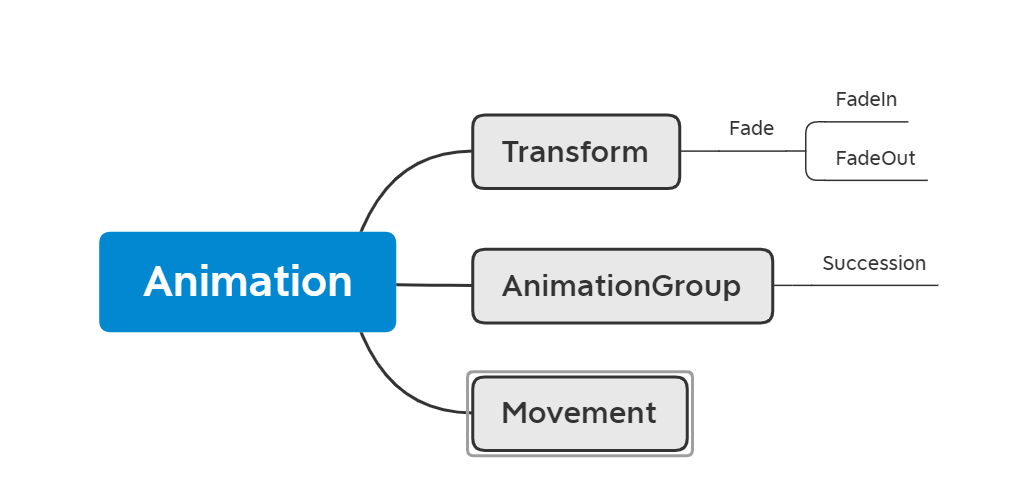 Animation
Transform
Fade
FadeIn
FadeOut
AnimationGroup
Succession
Movement